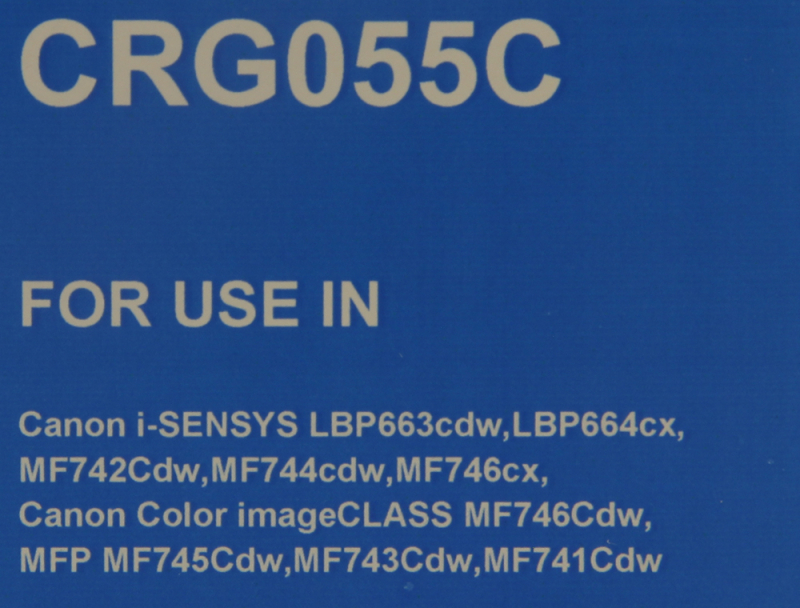 CRG055C
FOR USE IN
Canon i-SENSYS LBP663cdw,LBP664cx,
MF742Cdw,MF744cdw,MF746cx,
Canon Color imageCLASS MF746Cdw,
MFP MF745Cdw,MF743Cdw,MF741Cdw